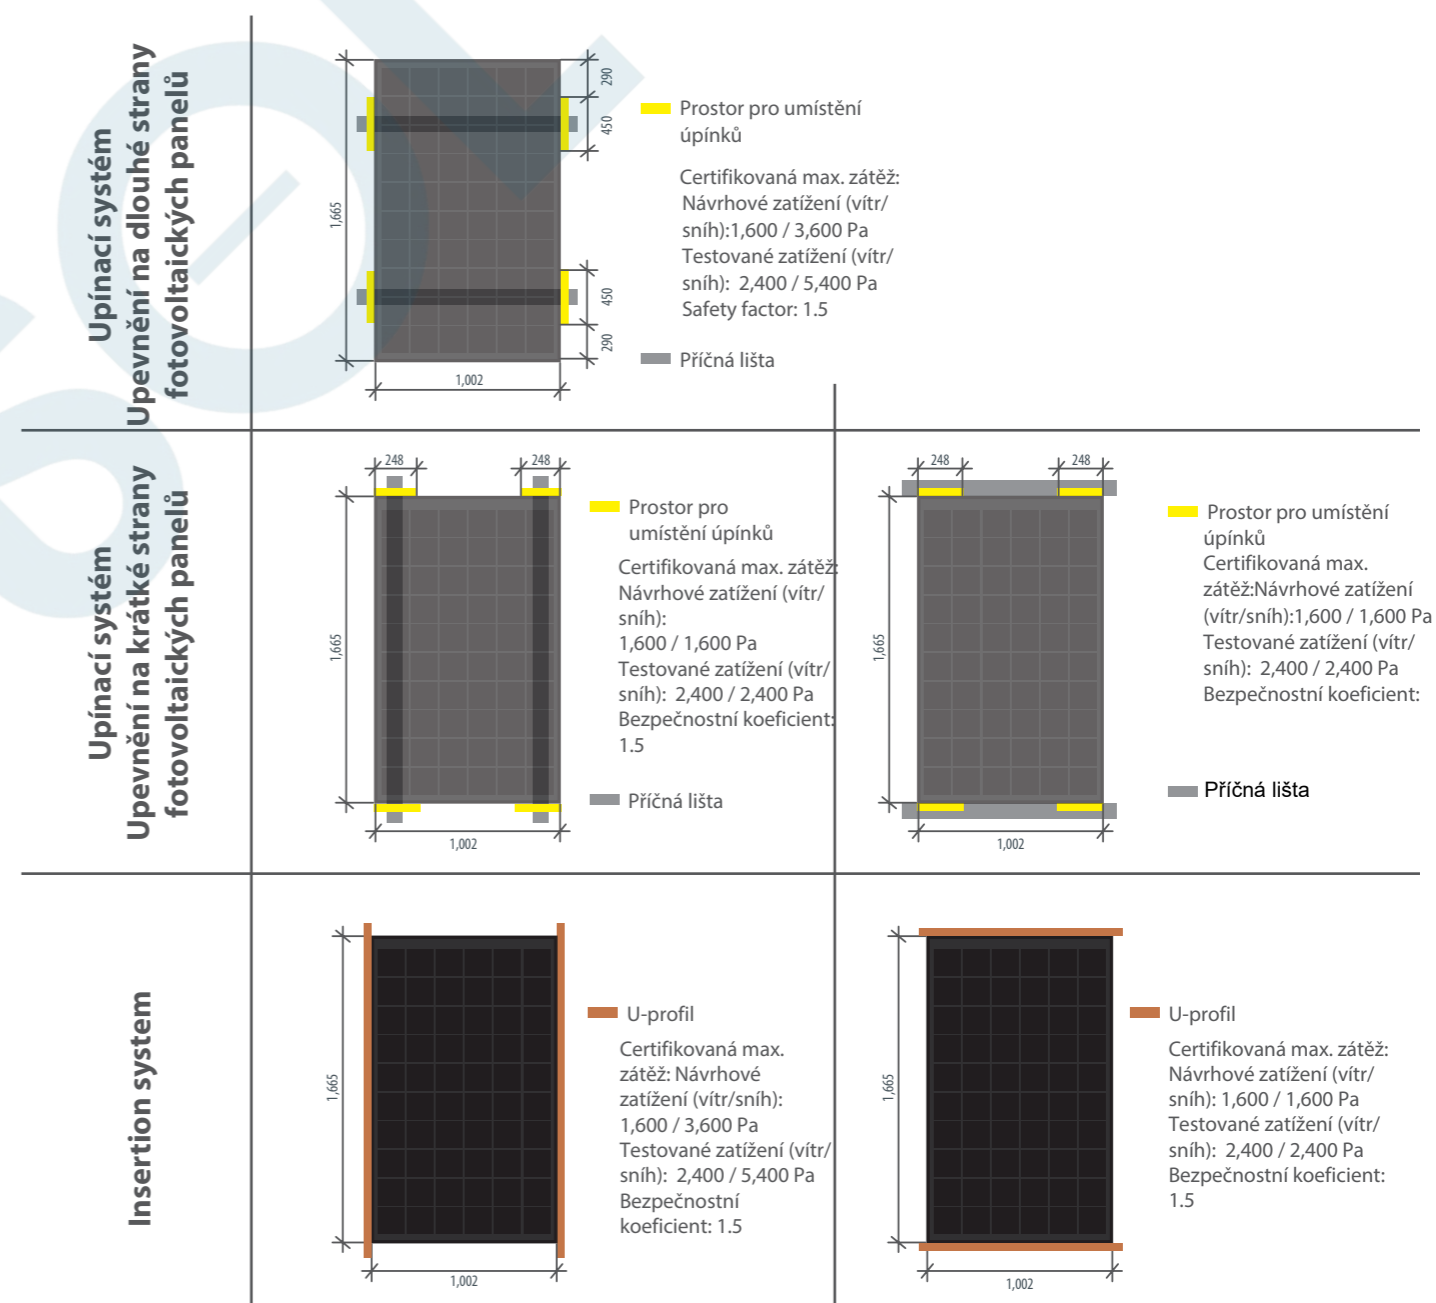 Upínací systém
Upevnění na dlouhé strany
fotovoltaických panelů
1,665
290
450
450
290
1,002
Prostor pro umístění
úpínků
Certifikovaná max. zátěž:
Návrhové zatížení (vítr/
sníh):1,600 / 3,600 Pa
Testované zatížení (vítr/
sníh): 2,400 / 5,400 Pa
Safety factor: 1.5
Příčná lišta
Upínací systém
Upevnění na krátké strany
fotovoltaických panelů
248
248
1,665
1,002
Prostor pro
umístění úpínků
Certifikovaná max. zátěž:
Návrhové zatížení (vítr/
sníh):
1,600 / 1,600 Pa
Testované zatížení (vítr/
sníh): 2,400 / 2,400 Pa
Bezpečnostní koeficient:
1.5
Příčná lišta
248
248
1,665
1,002
Prostor pro umístění
úpínků
Certifikovaná max.
zátěž:Návrhové zatížení
(vítr/sníh):1,600 / 1,600 Pa
Testované zatížení (vítr/
sníh): 2,400 / 2,400 Pa
Bezpečnostní koeficient:
Příčná lišta
Insertion system
1,665
1,002
U-profil
Certifikovaná max.
zátěž: Návrhové
zatížení (vítr/sníh):
1,600 / 3,600 Pa
Testované zatížení (vítr/
sníh): 2,400 / 5,400 Pa
Bezpečnostní
koeficient: 1.5
1,665
1,002
U-profil
Certifikovaná max. zátěž:
Návrhové zatížení (vítr/
sníh): 1,600 / 1,600 Pa
Testované zatížení (vítr/
sníh): 2,400 / 2,400 Pa
Bezpečnostní koeficient:
1.5